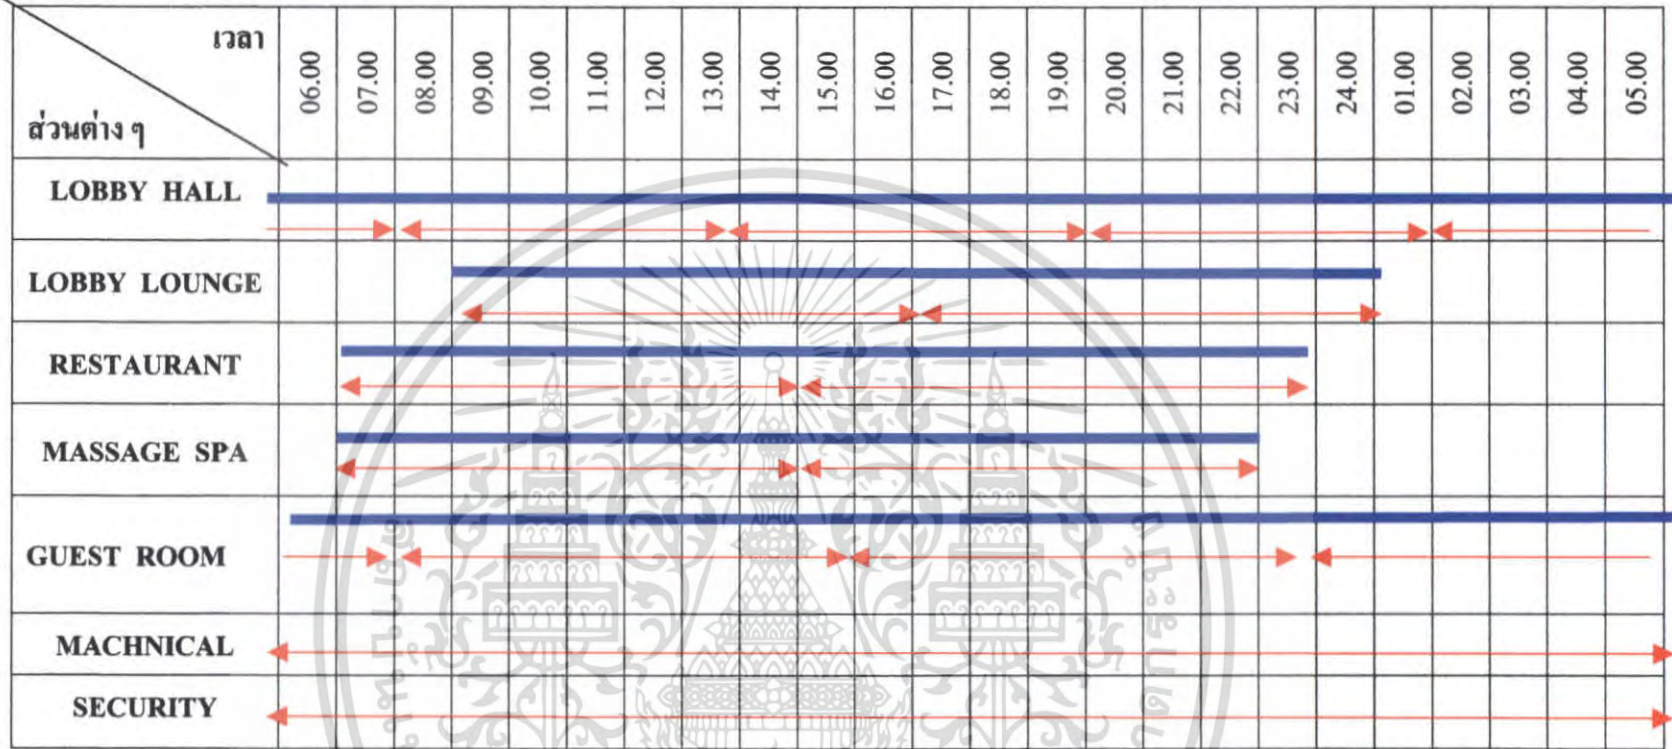 เวลา
ส่วนต่าง ๆ
06.00 07.00 08.00 09.00 10.00 11.00 12.00 13.00 14.00 15.00 16.00 17.00 18.00 19.00 20.00 21.00 22.00 23.00 24.00 01.00 02.00 03.00 04.00 05.00
LOBBY HALL
LOBBY LOUNGE
RESTAURANT
MASSAGE SPA
GUEST ROOM
MACHNICAL
SECURITY